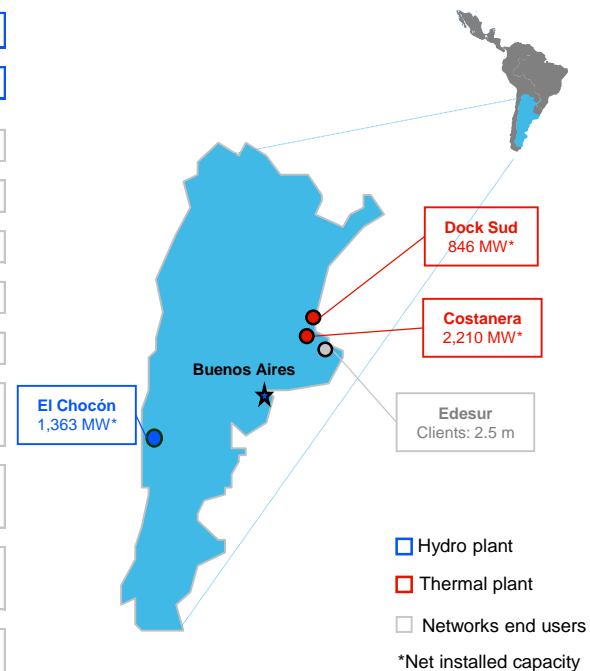 Dock Sud
846 MW*
Costanera
2,210 MW*
Buenos Aires
El Chocón
1,363 MW*
Edesur
Clients: 2.5 m
Hydro plant
Thermal plant
Networks end users
*Net installed capacity